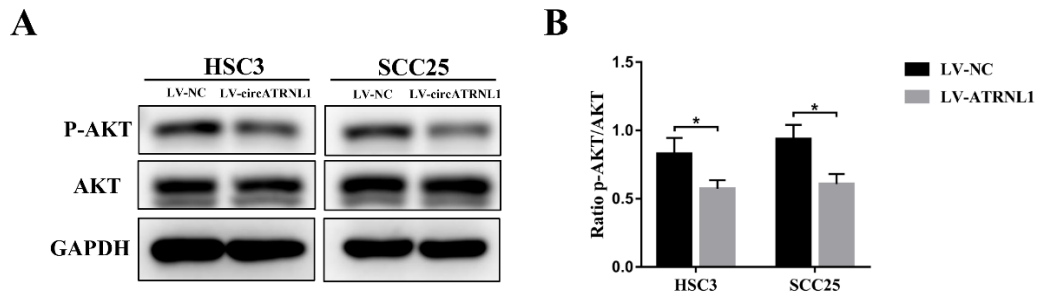 A
HSC3 SCC25
LV-NC LV-circATRNL1 LV-NC LV-circATRNL1
P-AKT
AKT
GAPDH
B
Ratio p-AKT/AKT
1.5
1.0
0.5
0.0
* *
HSC3 SCC25
LV-NC
LV-ATRNL1